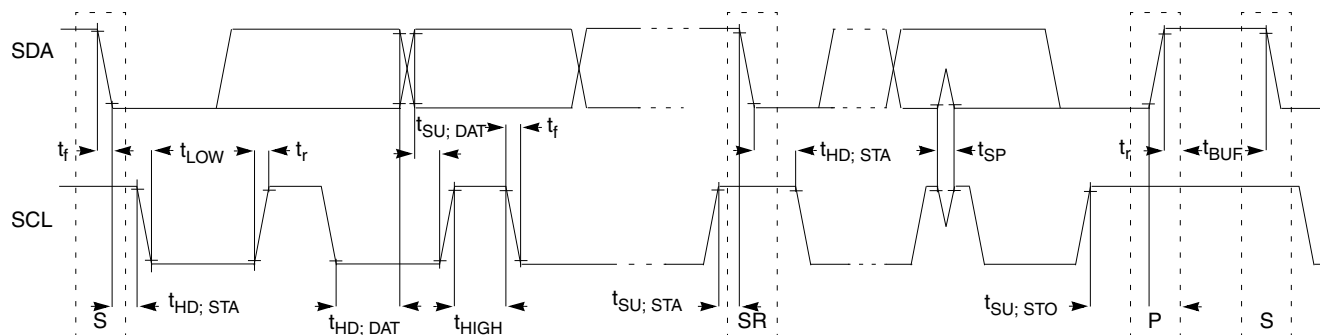 SDA
t_f t_LOW t_r t_SU; DAT t_f t_HD; STA t_SP t_r t_BUF
SCL
S t_HD; STA t_HD; DAT t_HIGH t_SU; STA SR t_SU; STO P S